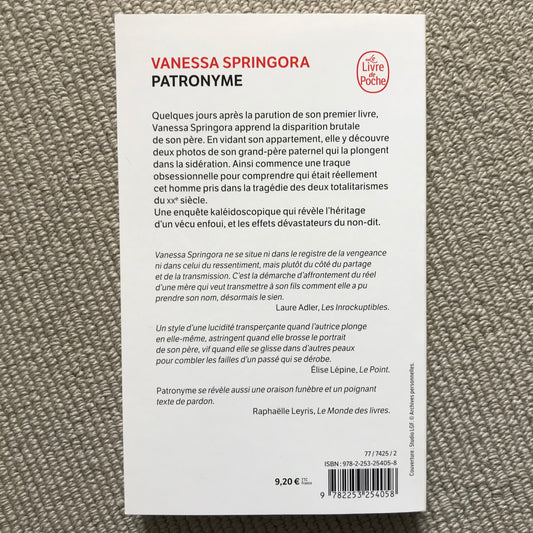 VANESSA SPRINGORA
PATRONYME
Le
Livre
de
Poche
Quelques jours après la parution de son premier livre,
Vanessa Springora apprend la disparition brutale
de son père. En vidant son appartement, elle y découvre
deux photos de son grand-père paternel qui la plongent
dans la sidération. Ainsi commence une traque
obsessionnelle pour comprendre qui était réellement
cet homme pris dans la tragédie des deux totalitarismes
du XXe siècle.
Une enquête kaléidoscopique qui révèle l'héritage
d'un vécu enfoui, et les effets dévastateurs du non-dit.
Vanessa Springora ne se situe ni dans le registre de la vengeance
ni dans celui du ressentiment, mais plutôt du côté du partage
et de la transmission. C'est la démarche d'affrontement du réel
d'une mère qui veut transmettre à son fils comment elle a pu
prendre son nom, désormais le sien.
Laure Adler, Les Inrockuptibles.
Un style d'une lucidité transperçante quand l'autrice plonge
en elle-même, astringent quand elle brosse le portrait
de son père, vif quand elle se glisse dans d'autres peaux
pour combler les failles d'un passé qui se dérobe.
Élise Lépine, Le Point.
Patronyme se révèle aussi une oraison funèbre et un poignant
texte de pardon.
Raphaëlle Leyris, Le Monde des livres.
Couverture : Studio LGF. © Archives personnelles.
77 / 7425 / 2
ISBN : 978-2-253-25405-8
9,20 € TTC
France
9 782253 254058